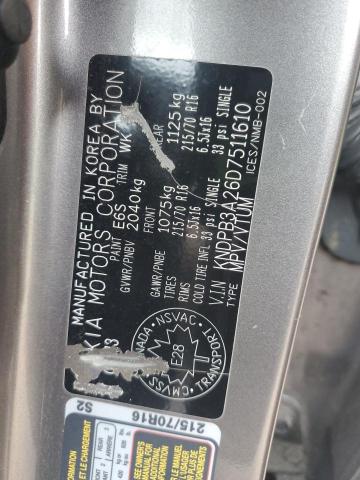 MANUFACTURED IN KOREA BY
KIA MOTORS CORPORATION
PAINT E6S TRIM WK
GVWR/PNBV 2040kg
FRONT REAR
GAWR/PNBE 1075kg 1125kg
TIRES 215/70 R16 215/70 R16
RIMS 6.5Jx16 6.5Jx16
COLD TIRE INFL. 33 psi SINGLE 33 psi SINGLE
V.I.N KNDPB3A26D7511610
TYPE MPV/VTUM ICES/NMB-002
CANADA NSVAC TRANSPORT CMVSS
E28
215/70R16
S2